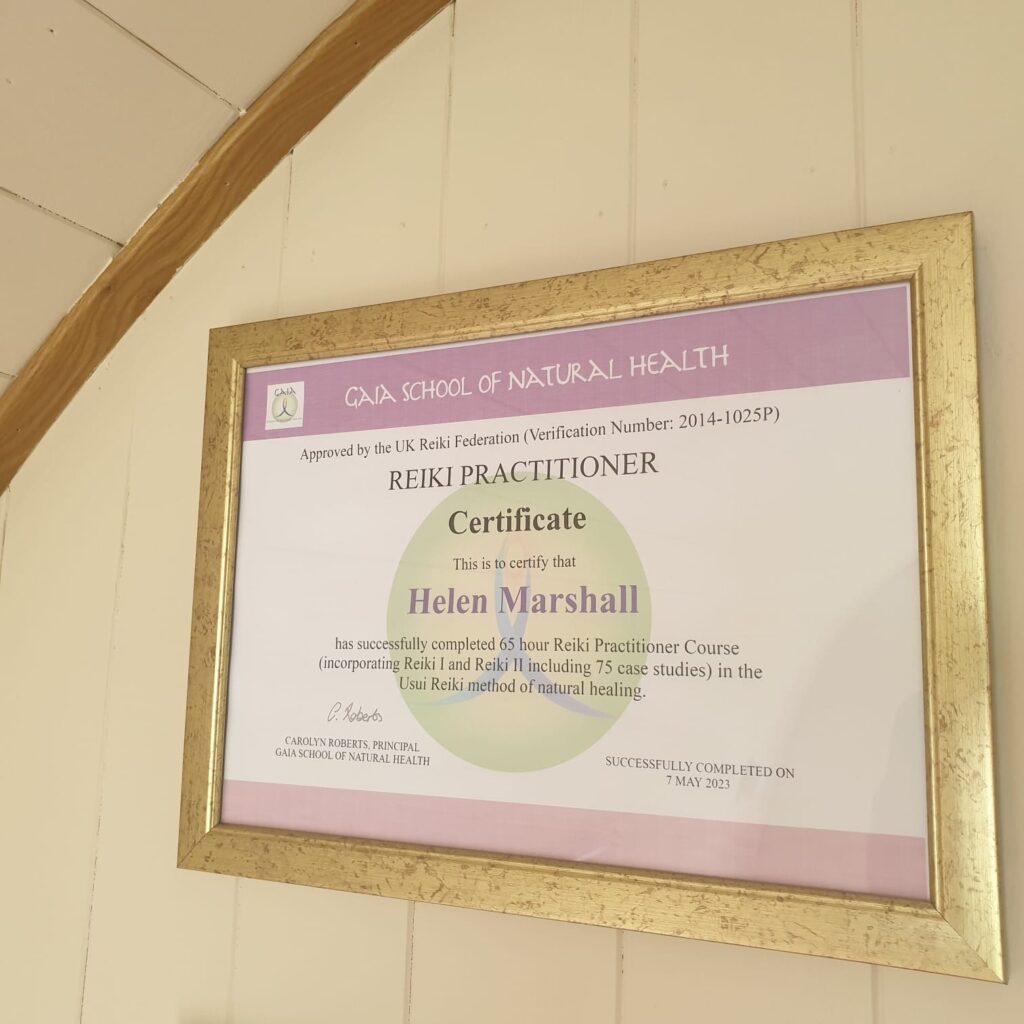 GAIA
GAIA SCHOOL OF NATURAL HEALTH
Approved by the UK Reiki Federation (Verification Number: 2014-1025P)
REIKI PRACTITIONER
Certificate
This is to certify that
Helen Marshall
has successfully completed 65 hour Reiki Practitioner Course
(incorporating Reiki I and Reiki II including 75 case studies) in the
Usui Reiki method of natural healing.
C. Roberts
CAROLYN ROBERTS, PRINCIPAL
GAIA SCHOOL OF NATURAL HEALTH
SUCCESSFULLY COMPLETED ON
7 MAY 2023